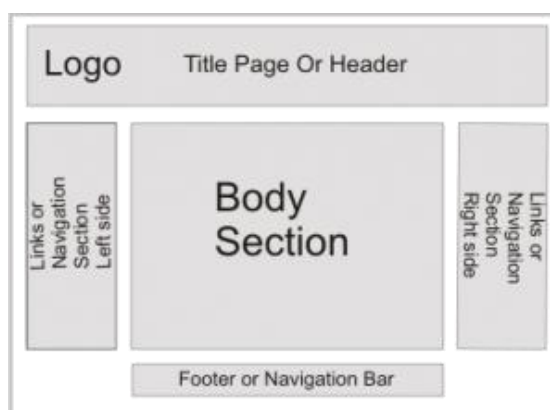 Logo
Title Page Or Header
Links or
Navigation
Section
Left side
Body
Section
Links or
Navigation
Section
Right side
Footer or Navigation Bar